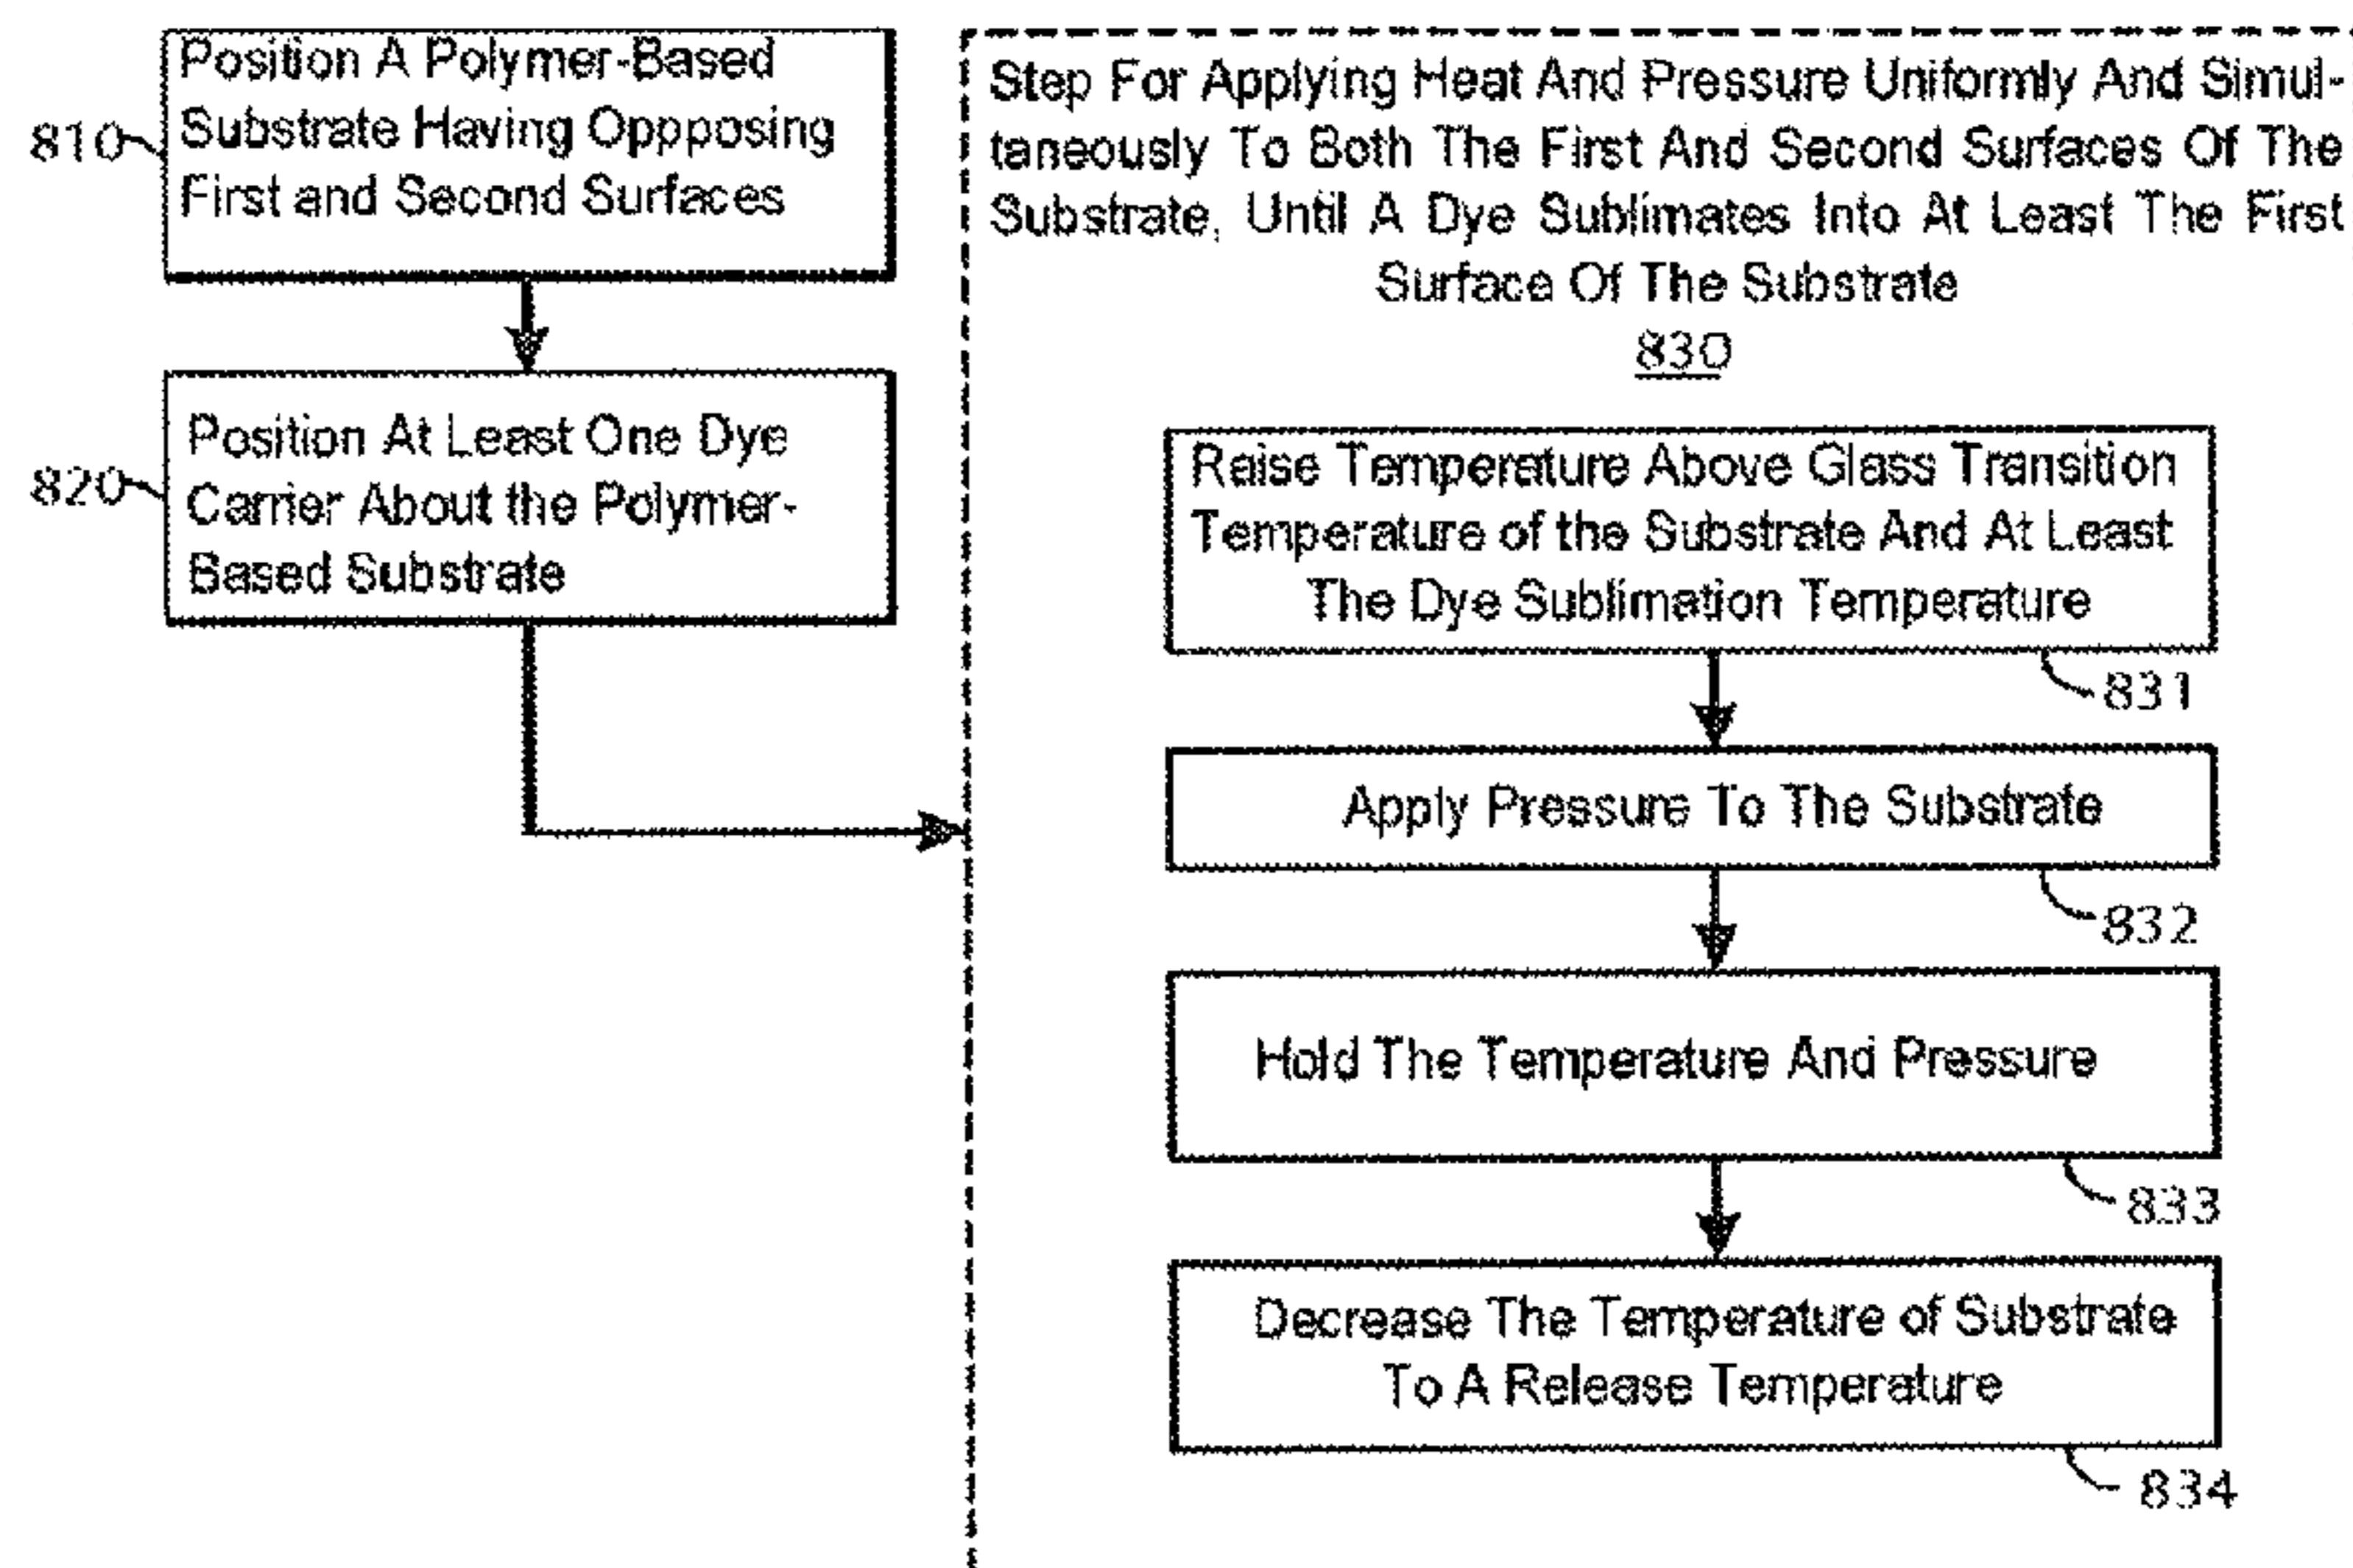 Position A Polymer-Based
Substrate Having Oppposing
First and Second Surfaces
810
Position At Least One Dye
Carrier About the Polymer-
Based Substrate
820
Step For Applying Heat And Pressure Uniformly And Simul-
taneously To Both The First And Second Surfaces Of The
Substrate, Until A Dye Sublimates Into At Least The First
Surface Of The Substrate
830
Raise Temperature Above Glass Transition
Temperature of the Substrate And At Least
The Dye Sublimation Temperature
831
Apply Pressure To The Substrate
832
Hold The Temperature And Pressure
833
Decrease The Temperature of Substrate
To A Release Temperature
834